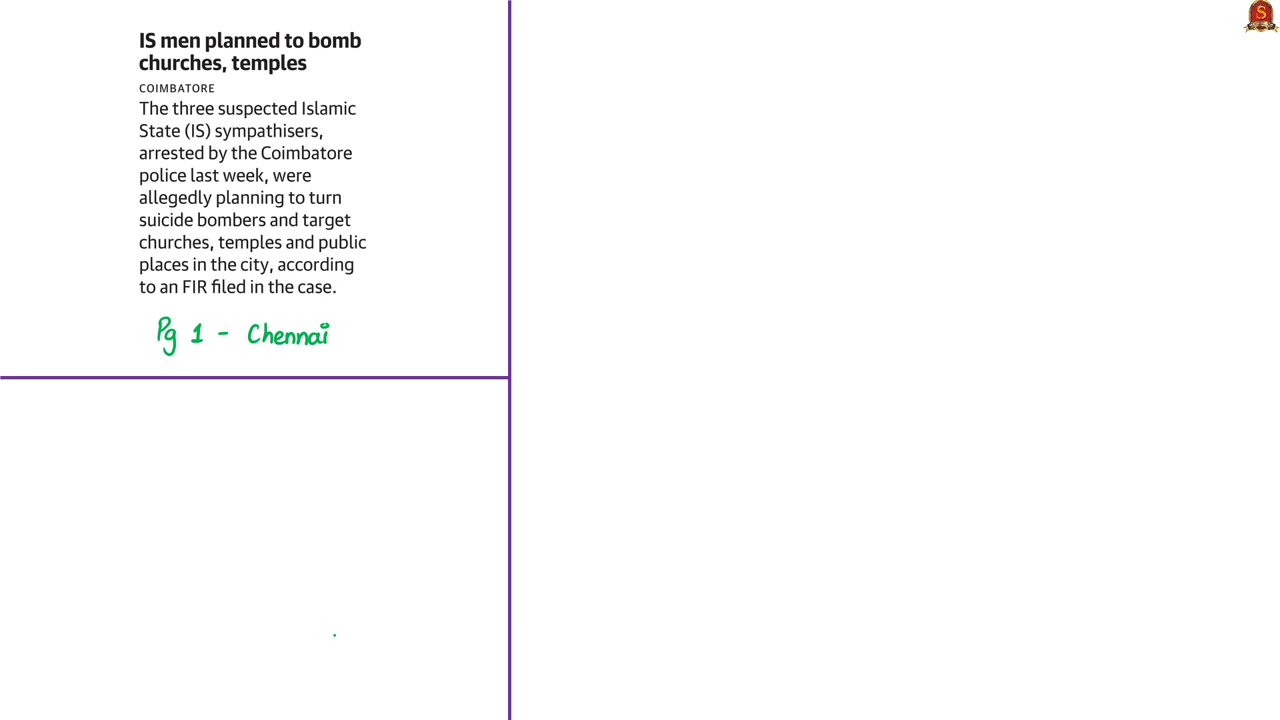 IS men planned to bomb
churches, temples
COIMBATORE
The three suspected Islamic
State (IS) sympathisers,
arrested by the Coimbatore
police last week, were
allegedly planning to turn
suicide bombers and target
churches, temples and public
places in the city, according
to an FIR filed in the case.
Pg 1 - Chennai
S